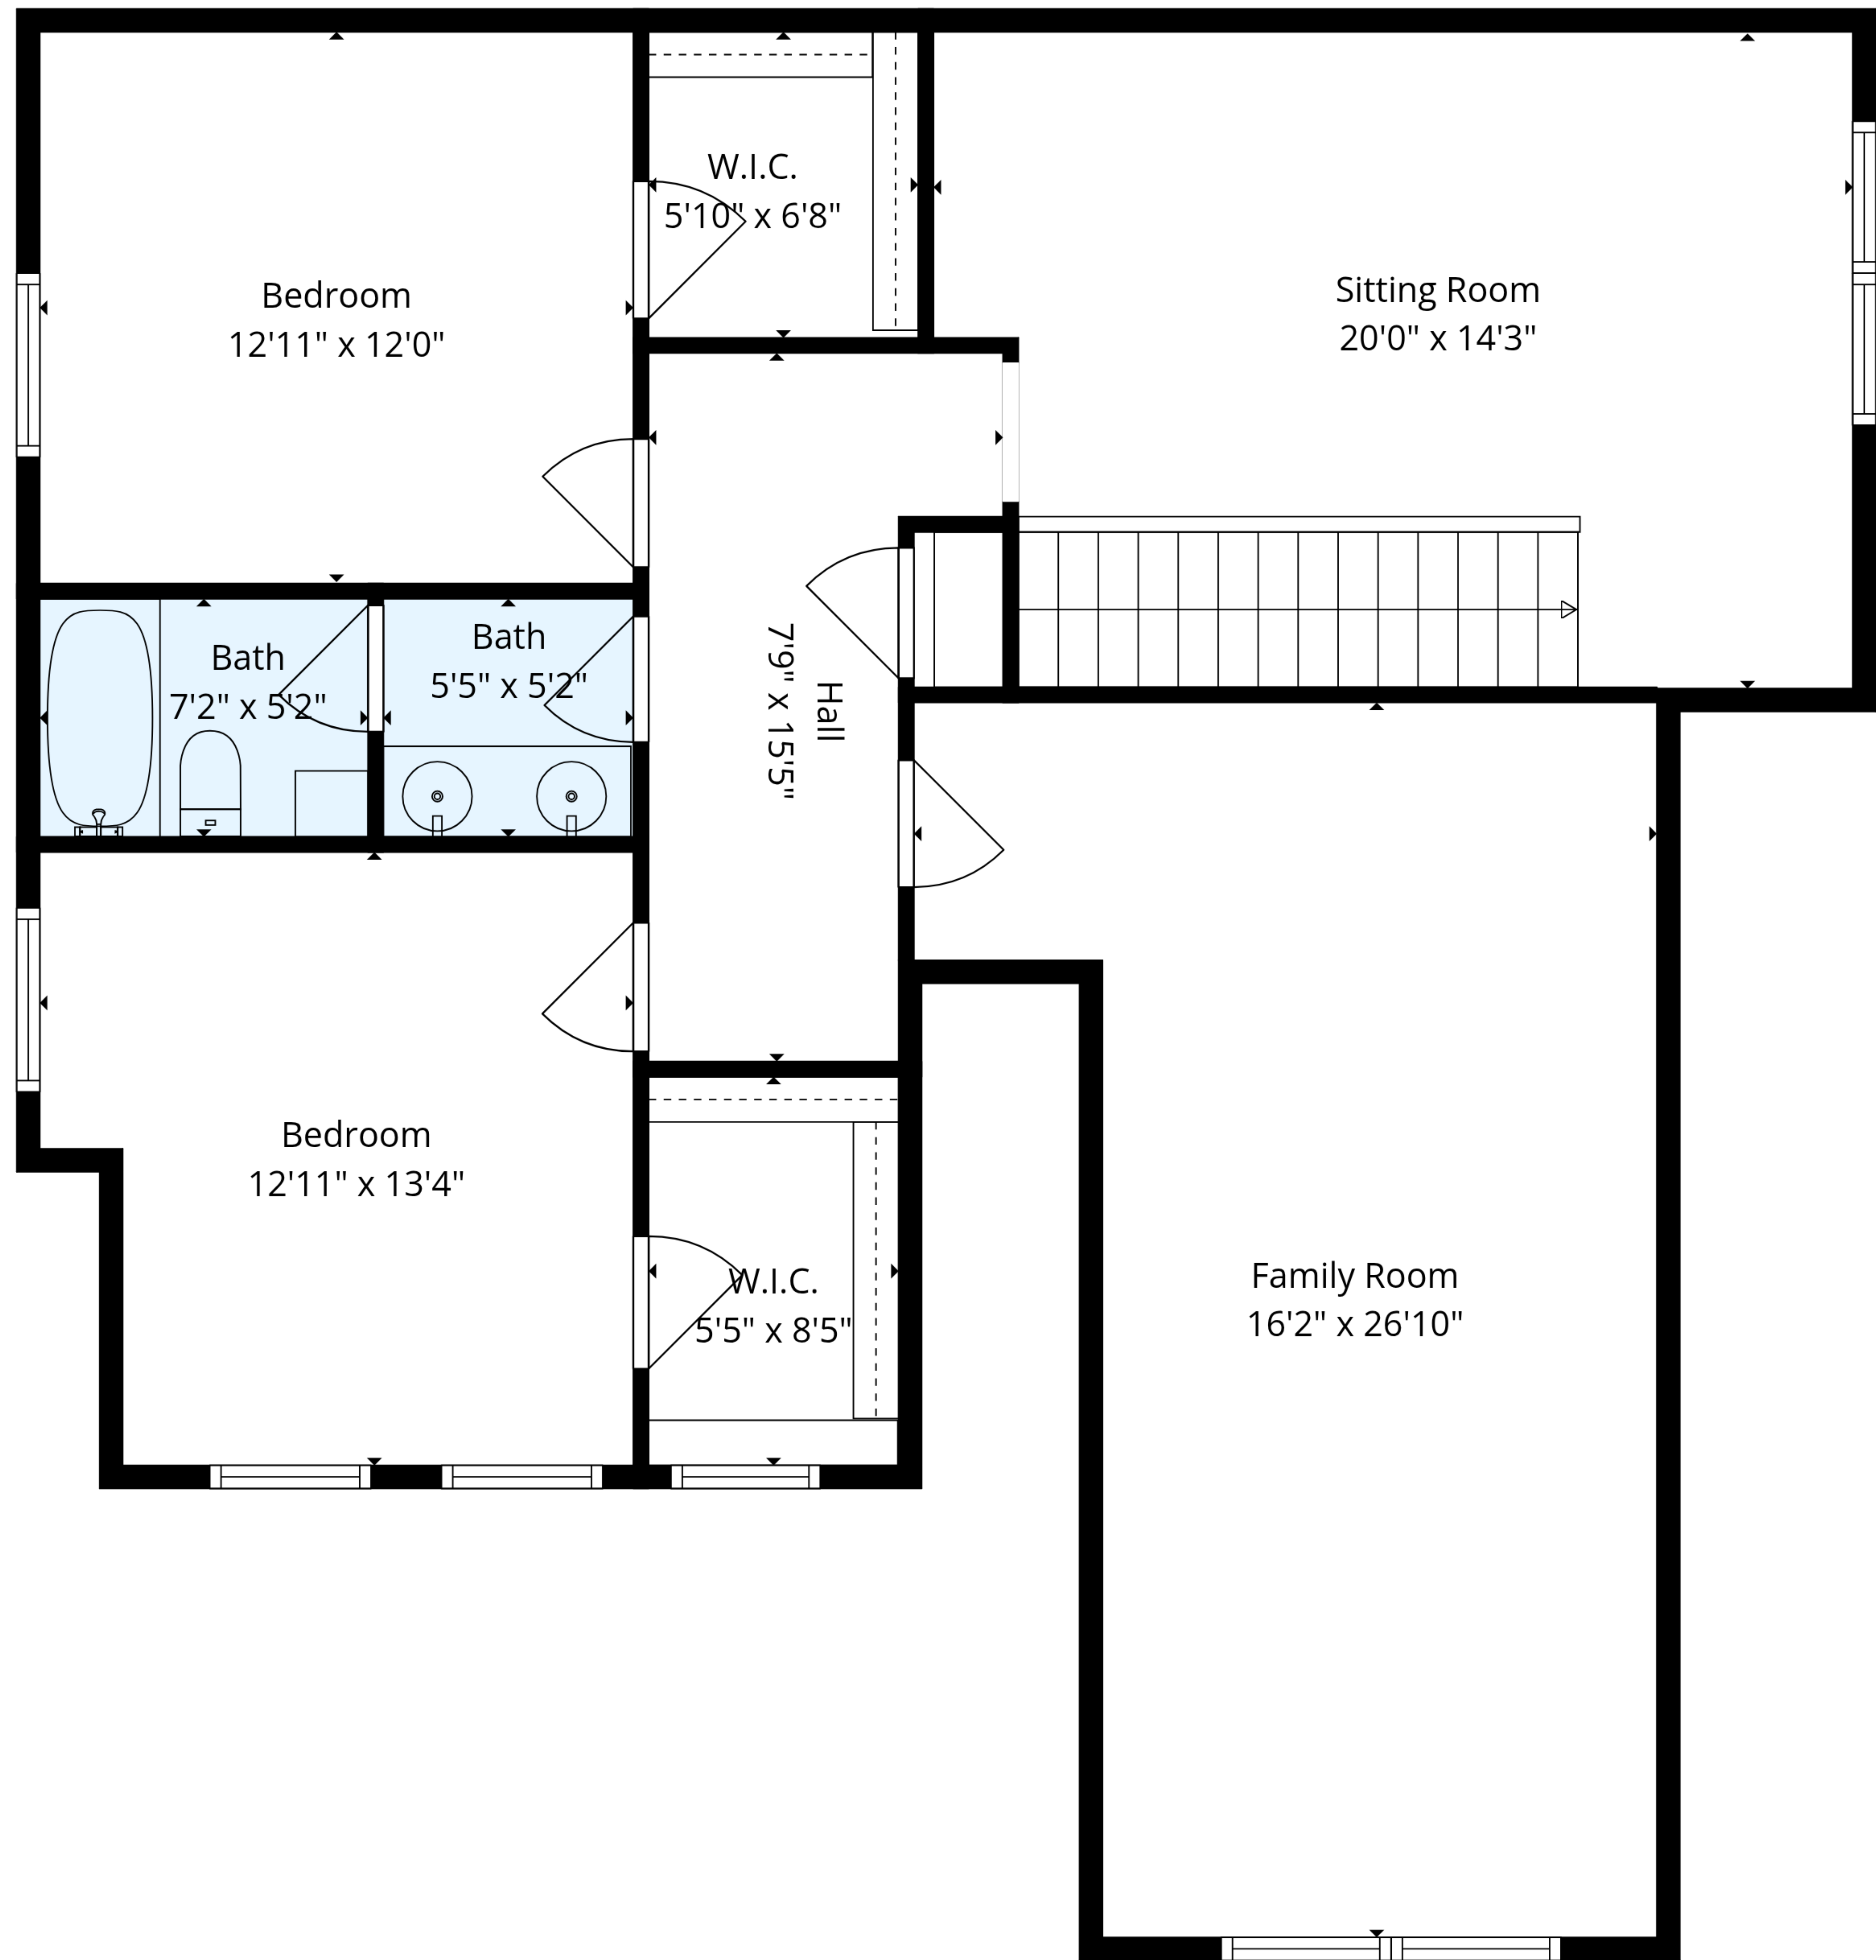 W.I.C.
5'10" x 6'8"
Bedroom
12'11" x 12'0"
Sitting Room
20'0" x 14'3"
Bath
7'2" x 5'2"
Bath
5'5" x 5'2"
Hall
7'9" x 15'5"
Bedroom
12'11" x 13'4"
W.I.C.
5'5" x 8'5"
Family Room
16'2" x 26'10"